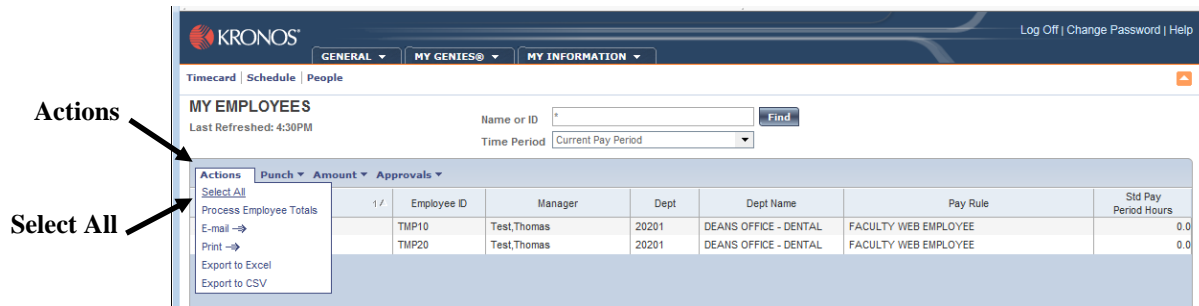 KRONOS®
Log Off | Change Password | Help
GENERAL MY GENIES® MY INFORMATION
Timecard | Schedule | People
MY EMPLOYEES
Last Refreshed: 4:30PM
Name or ID * Find
Time Period Current Pay Period
Actions
Actions Punch Amount Approvals
Select All
Select All
Process Employee Totals
E-mail
Print
Export to Excel
Export to CSV
1 Employee ID Manager Dept Dept Name Pay Rule Std Pay Period Hours
TMP10 Test,Thomas 20201 DEANS OFFICE - DENTAL FACULTY WEB EMPLOYEE 0.0
TMP20 Test,Thomas 20201 DEANS OFFICE - DENTAL FACULTY WEB EMPLOYEE 0.0